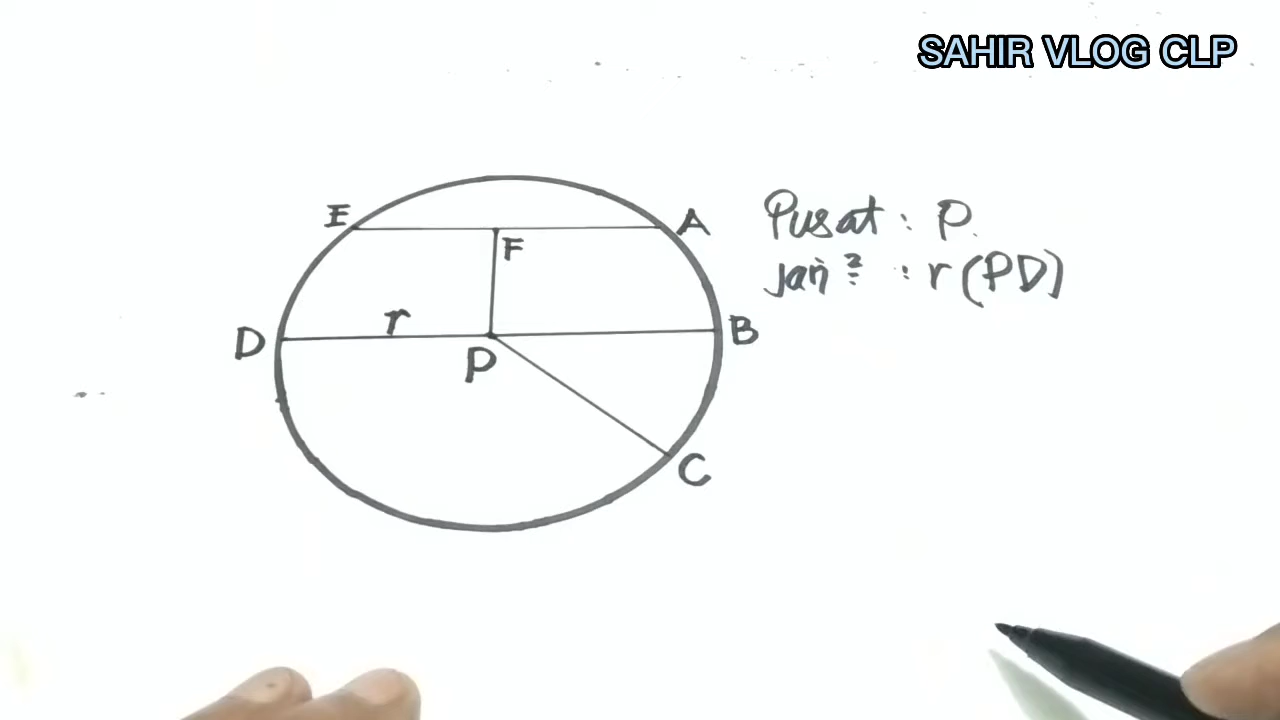 SAHIR VLOG CLP
E
A
Pusat : P.
F
Jari² : r (PD)
D
r
B
P
C